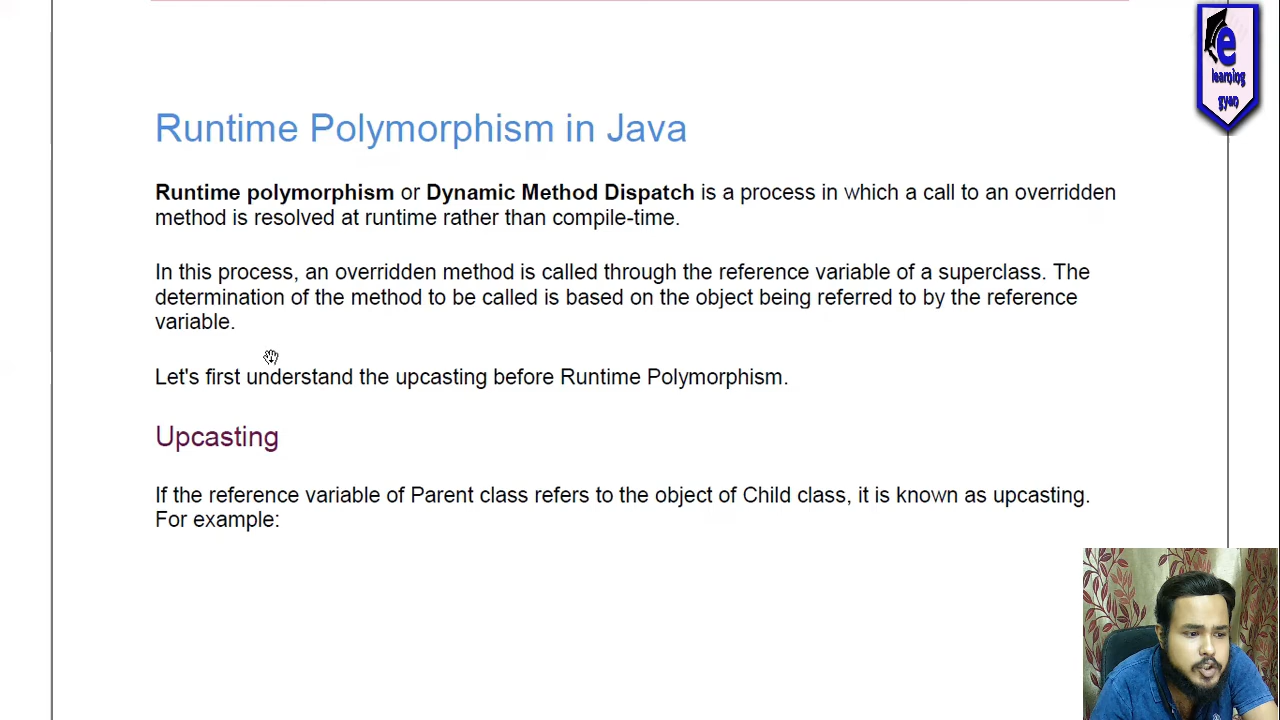 e
learning
gyan
Runtime Polymorphism in Java
Runtime polymorphism or Dynamic Method Dispatch is a process in which a call to an overridden
method is resolved at runtime rather than compile-time.
In this process, an overridden method is called through the reference variable of a superclass. The
determination of the method to be called is based on the object being referred to by the reference
variable.
Let's first understand the upcasting before Runtime Polymorphism.
Upcasting
If the reference variable of Parent class refers to the object of Child class, it is known as upcasting.
For example: